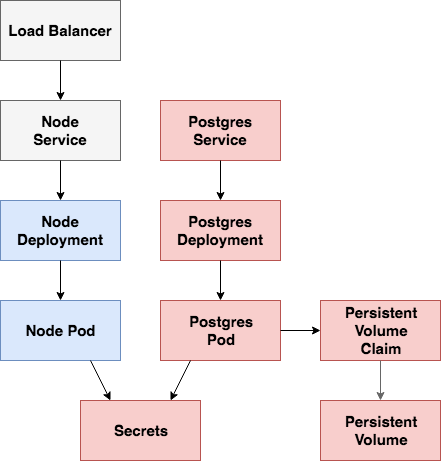 Load Balancer
Node
Service
Postgres
Service
Node
Deployment
Postgres
Deployment
Node Pod
Postgres
Pod
Persistent
Volume
Claim
Secrets
Persistent
Volume